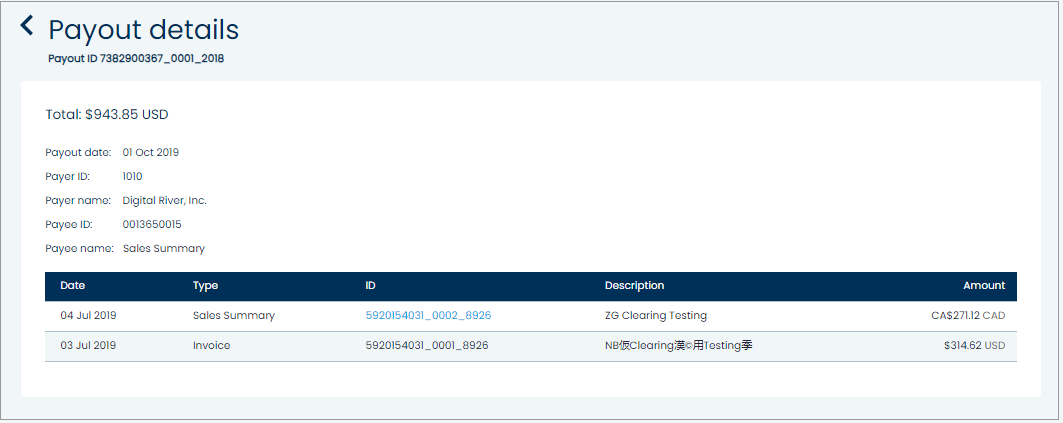 Payout details
Payout ID 7382900367_0001_2018
Total: $943.85 USD
Payout date: 01 Oct 2019
Payer ID: 1010
Payer name: Digital River, Inc.
Payee ID: 0013650015
Payee name: Sales Summary
Date Type ID Description Amount
04 Jul 2019 Sales Summary 5920154031_0002_8926 ZG Clearing Testing CA$271.12 CAD
03 Jul 2019 Invoice 5920154031_0001_8926 NB仮Clearing漢©用Testing季 $314.62 USD